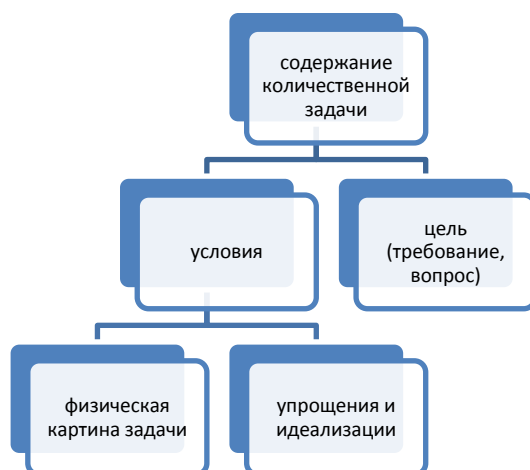 содержание
количественной
задачи
условия
цель
(требование,
вопрос)
физическая
картина задачи
упрощения и
идеализации